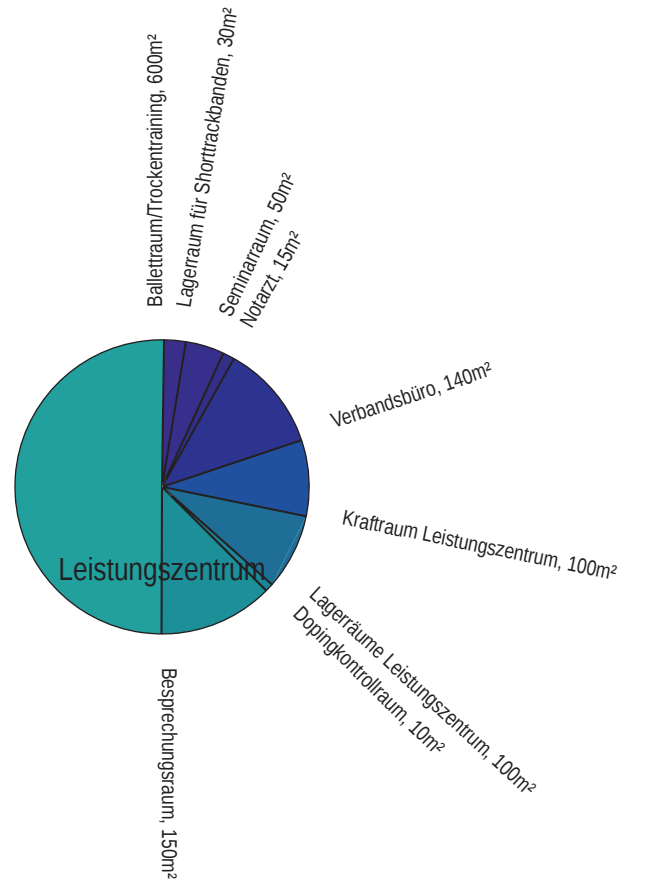 Ballettraum/Trockentraining, 600m²
Lagerraum für Shorttrackbanden, 30m²
Seminarraum, 50m²
Notarzt, 15m²
Verbandsbüro, 140m²
Kraftraum Leistungszentrum, 100m²
Lagerräume Leistungszentrum, 100m²
Dopingkontrollraum, 10m²
Besprechungsraum, 150m²
Leistungszentrum